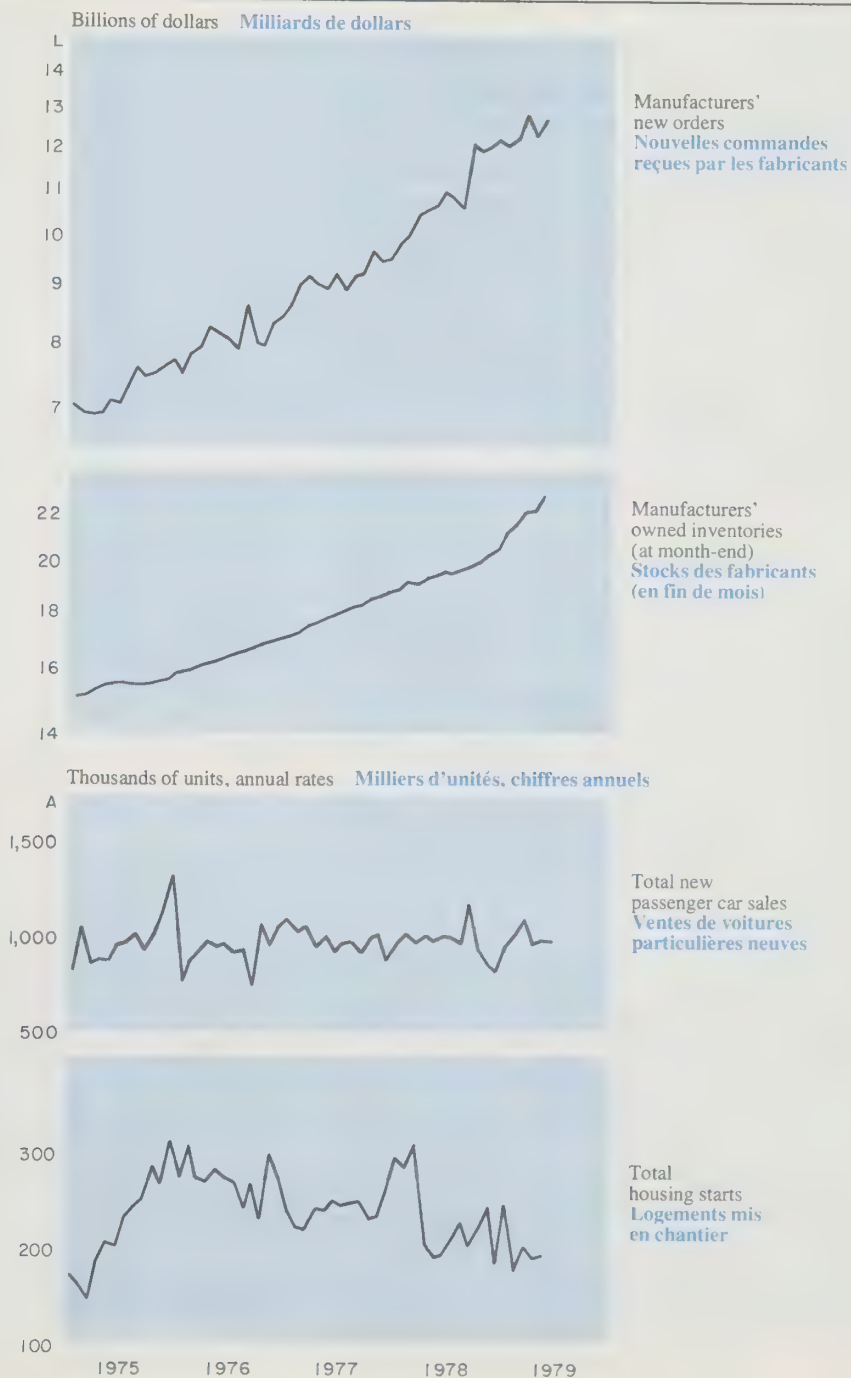 Billions of dollars Milliards de dollars
L
14
13
12
11
10
9
8
7
Manufacturers'
new orders
Nouvelles commandes
reçues par les fabricants
22
20
18
16
14
Manufacturers'
owned inventories
(at month-end)
Stocks des fabricants
(en fin de mois)
Thousands of units, annual rates Milliers d'unités, chiffres annuels
A
1,500
1,000
500
Total new
passenger car sales
Ventes de voitures
particulières neuves
300
200
100
Total
housing starts
Logements mis
en chantier
1975 1976 1977 1978 1979